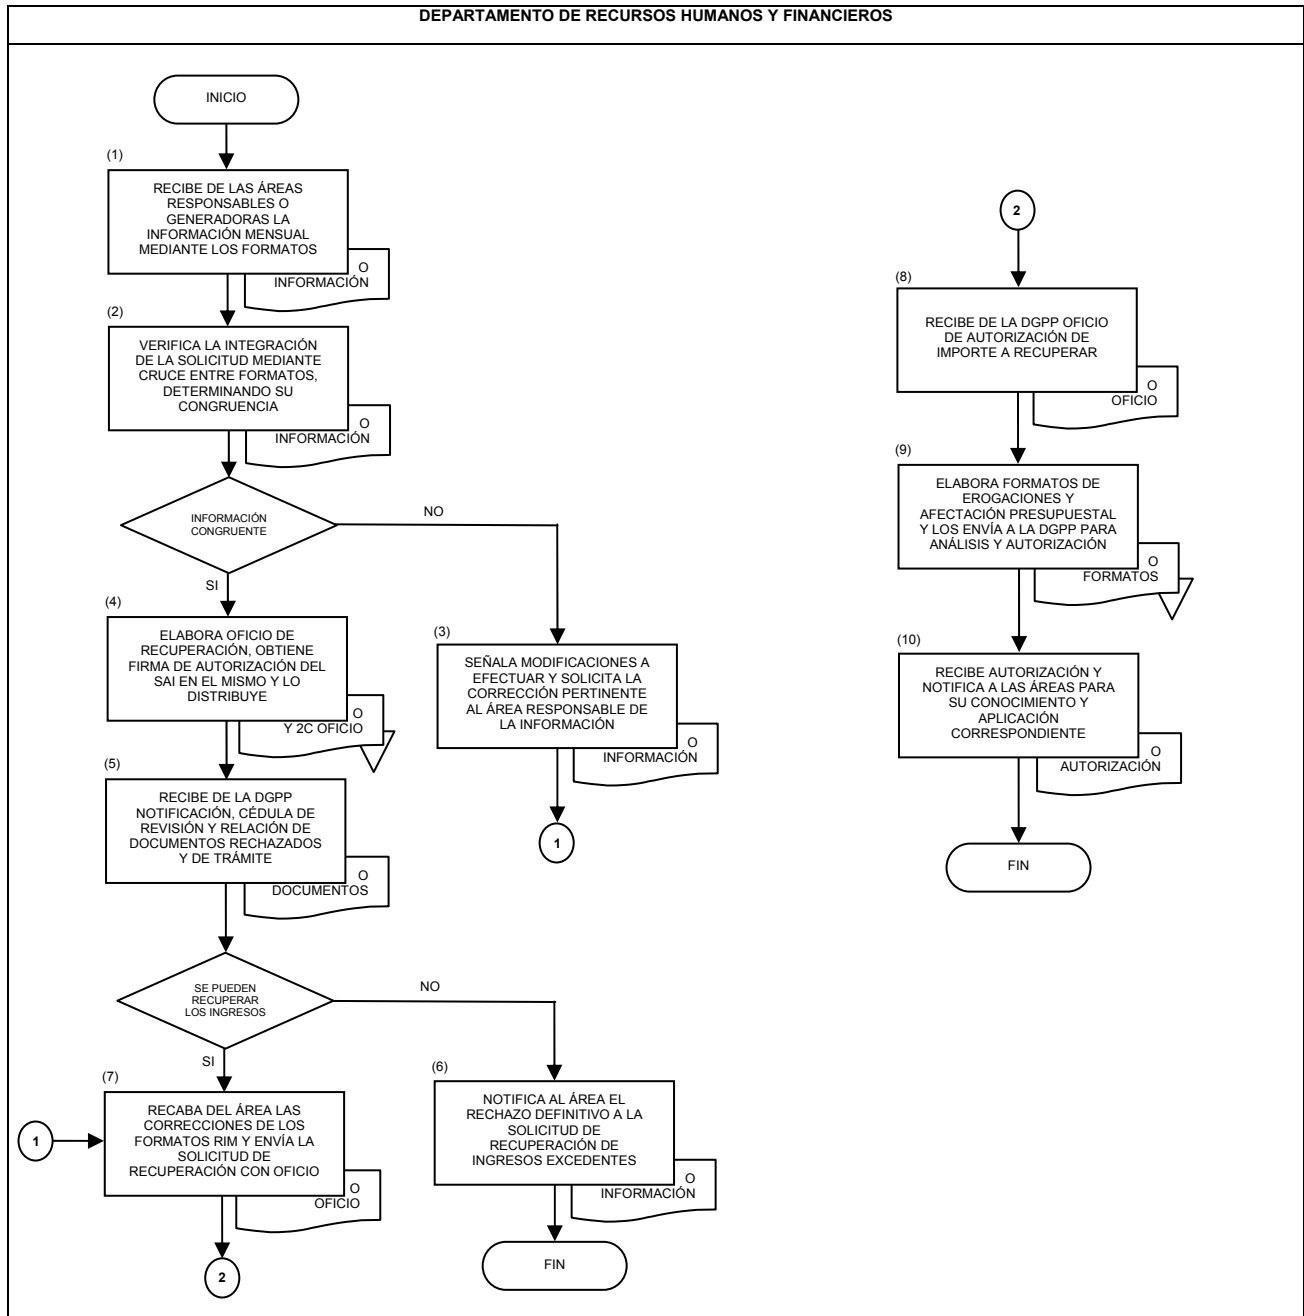 DEPARTAMENTO DE RECURSOS HUMANOS Y FINANCIEROS
INICIO
(1)
RECIBE DE LAS ÁREAS
RESPONSABLES O
GENERADORAS LA
INFORMACIÓN MENSUAL
MEDIANTE LOS FORMATOS
O
INFORMACIÓN
(2)
VERIFICA LA INTEGRACIÓN
DE LA SOLICITUD MEDIANTE
CRUCE ENTRE FORMATOS,
DETERMINANDO SU
CONGRUENCIA
O
INFORMACIÓN
INFORMACIÓN
CONGRUENTE
NO
SI
(4)
ELABORA OFICIO DE
RECUPERACIÓN, OBTIENE
FIRMA DE AUTORIZACIÓN DEL
SAI EN EL MISMO Y LO
DISTRIBUYE
O
Y 2C OFICIO
(3)
SEÑALA MODIFICACIONES A
EFECTUAR Y SOLICITA LA
CORRECCIÓN PERTINENTE
AL ÁREA RESPONSABLE DE
LA INFORMACIÓN
O
INFORMACIÓN
1
(5)
RECIBE DE LA DGPP
NOTIFICACIÓN, CÉDULA DE
REVISIÓN Y RELACIÓN DE
DOCUMENTOS RECHAZADOS
Y DE TRÁMITE
O
DOCUMENTOS
SE PUEDEN
RECUPERAR
LOS INGRESOS
NO
SI
(7)
1
RECABA DEL ÁREA LAS
CORRECCIONES DE LOS
FORMATOS RIM Y ENVÍA LA
SOLICITUD DE
RECUPERACIÓN CON OFICIO
O
OFICIO
2
(6)
NOTIFICA AL ÁREA EL
RECHAZO DEFINITIVO A LA
SOLICITUD DE
RECUPERACIÓN DE
INGRESOS EXCEDENTES
O
INFORMACIÓN
FIN
2
(8)
RECIBE DE LA DGPP OFICIO
DE AUTORIZACIÓN DE
IMPORTE A RECUPERAR
O
OFICIO
(9)
ELABORA FORMATOS DE
EROGACIONES Y
AFECTACIÓN PRESUPUESTAL
Y LOS ENVÍA A LA DGPP PARA
ANÁLISIS Y AUTORIZACIÓN
O
FORMATOS
(10)
RECIBE AUTORIZACIÓN Y
NOTIFICA A LAS ÁREAS PARA
SU CONOCIMIENTO Y
APLICACIÓN
CORRESPONDIENTE
O
AUTORIZACIÓN
FIN